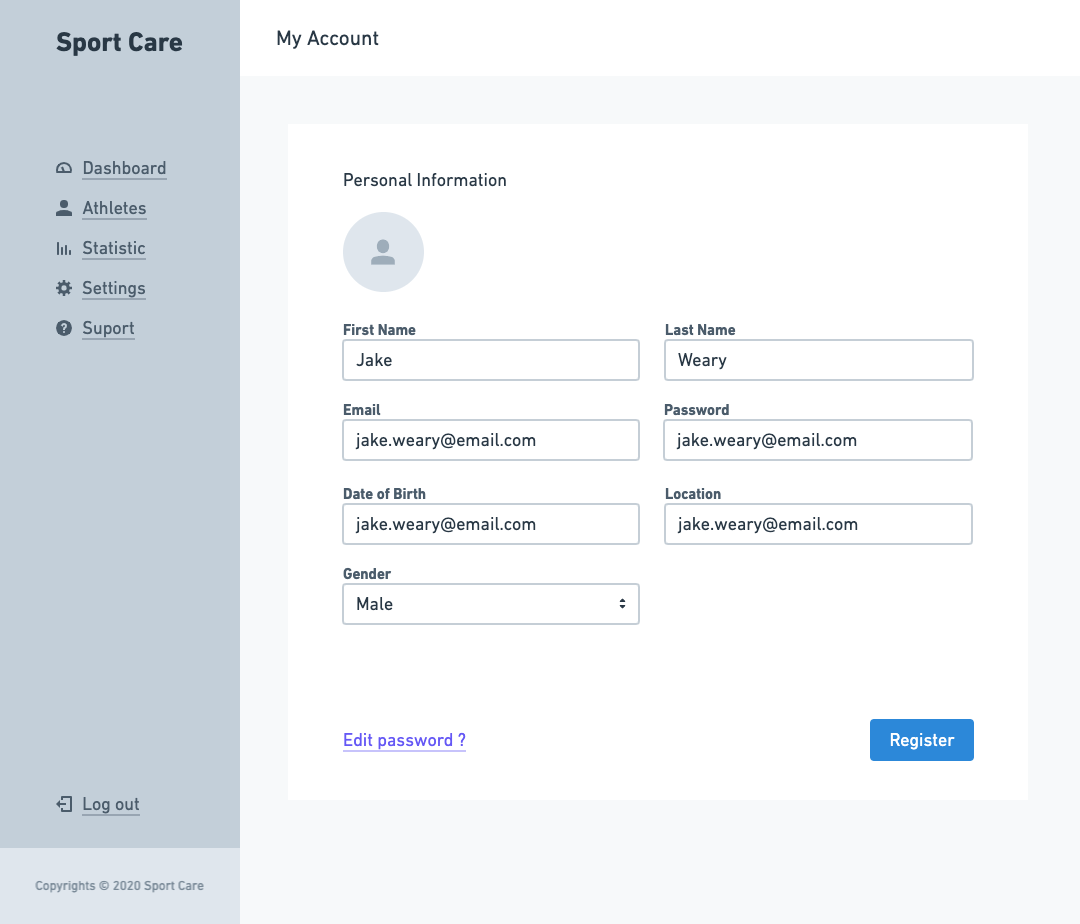 Sport Care
My Account
Dashboard
Athletes
Statistic
Settings
Suport
Log out
Copyrights © 2020 Sport Care
Personal Information
First Name
Jake
Last Name
Weary
Email
jake.weary@email.com
Password
jake.weary@email.com
Date of Birth
jake.weary@email.com
Location
jake.weary@email.com
Gender
Male
Edit password ?
Register